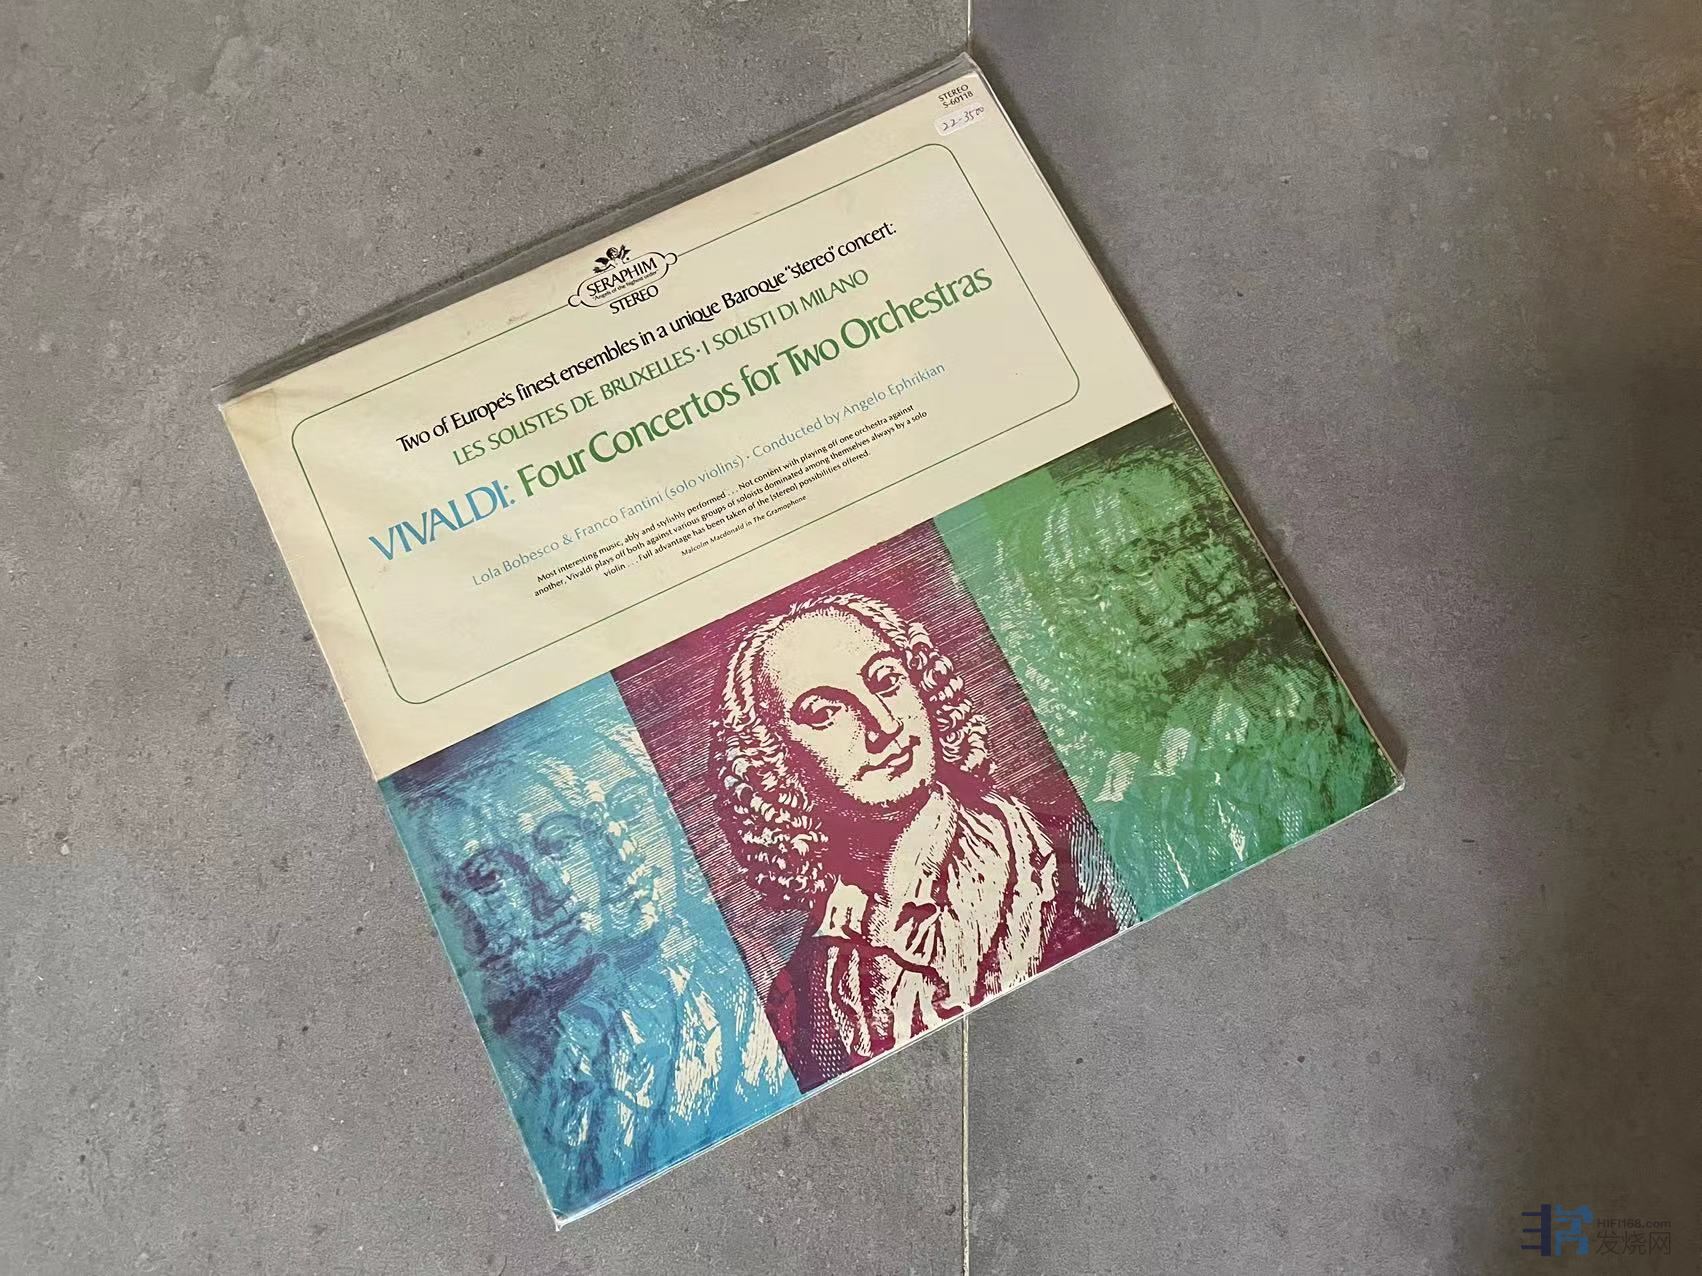 STEREO
S-60118
22-3500
SERAPHIM
"Angels of the highest order"
STEREO
Two of Europe's finest ensembles in a unique Baroque "stereo" concert:
LES SOLISTES DE BRUXELLES · I SOLISTI DI MILANO
VIVALDI: Four Concertos for Two Orchestras
Lola Bobesco & Franco Fantini (solo violins) · Conducted by Angelo Ephrikian
Most interesting music, ably and stylishly performed . . . Not content with playing off one orchestra against
another, Vivaldi plays off both against various groups of soloists dominated among themselves always by a solo
violin . . . Full advantage has been taken of the (stereo) possibilities offered.
Malcolm Macdonald in The Gramophone
HIFI168.com
发烧网